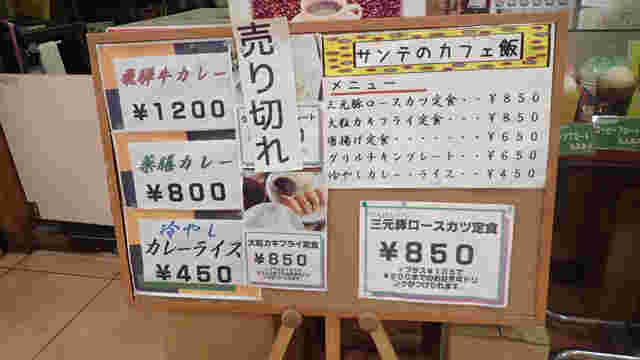 飛騨牛カレー
¥1200
薬膳カレー
¥800
冷やし
カレーライス
¥450
売り切れ
大粒カキフライ定食
¥850
サンテのカフェ飯
メニュー
三元豚ロースカツ定食・・¥850
大粒カキフライ定食・・・¥850
唐揚げ定食・・・・・・¥650
グリルチキンプレート・・¥650
冷やしカレー・ライス・・¥450
三元豚ロースカツ定食
¥850